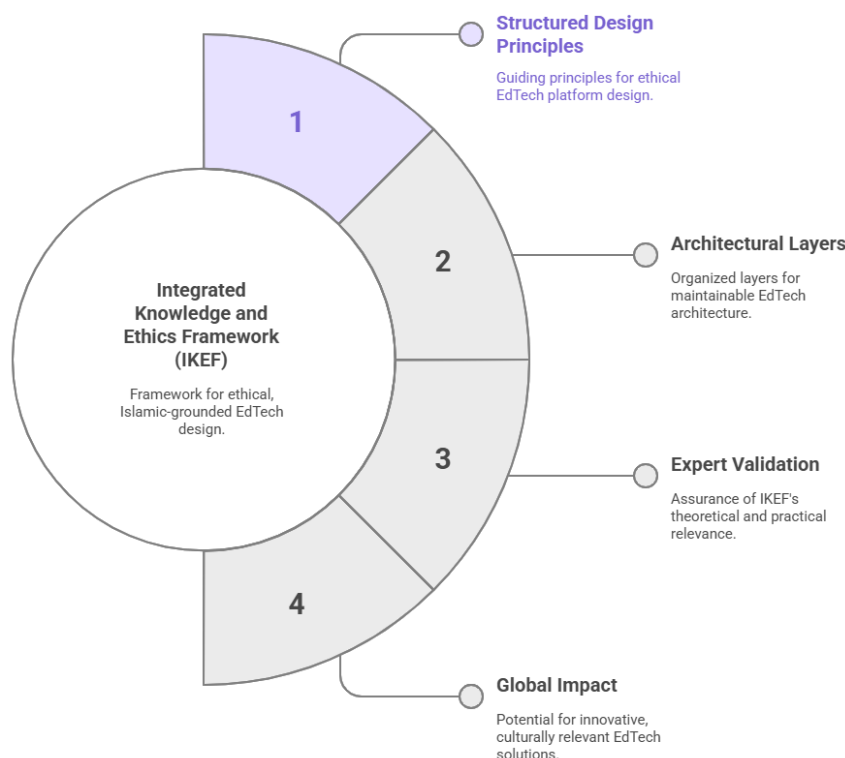 Structured Design
Principles
Guiding principles for ethical
EdTech platform design.
1
2
Architectural Layers
Organized layers for
maintainable EdTech
architecture.
Integrated
Knowledge and
Ethics Framework
(IKEF)
Framework for ethical,
Islamic-grounded EdTech
design.
3
Expert Validation
Assurance of IKEF's
theoretical and practical
relevance.
4
Global Impact
Potential for innovative,
culturally relevant EdTech
solutions.